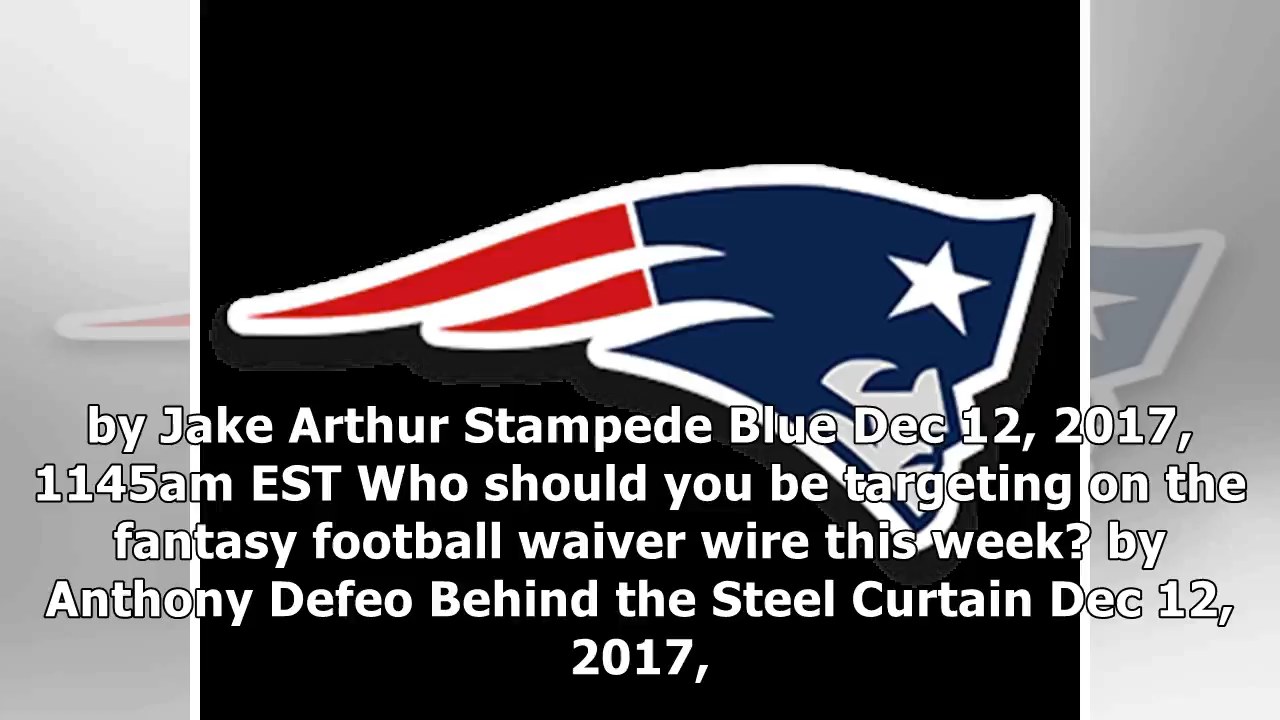 by Jake Arthur Stampede Blue Dec 12, 2017,
1145am EST Who should you be targeting on the
fantasy football waiver wire this week? by
Anthony Defeo Behind the Steel Curtain Dec 12,
2017,